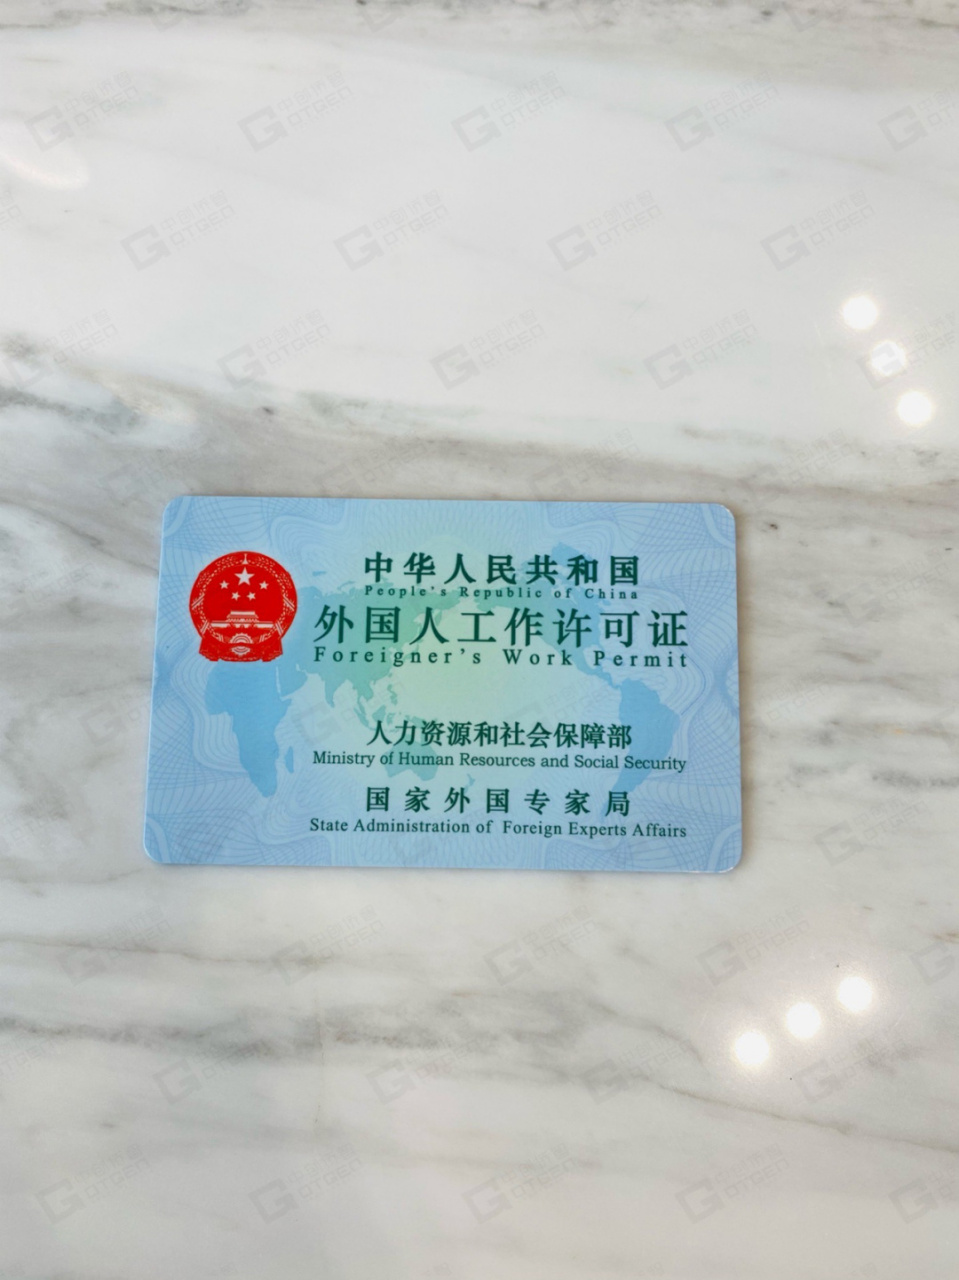 中华人民共和国
People's Republic of China
外国人工作许可证
Foreigner's Work Permit
人力资源和社会保障部
Ministry of Human Resources and Social Security
国家外国专家局
State Administration of Foreign Experts Affairs